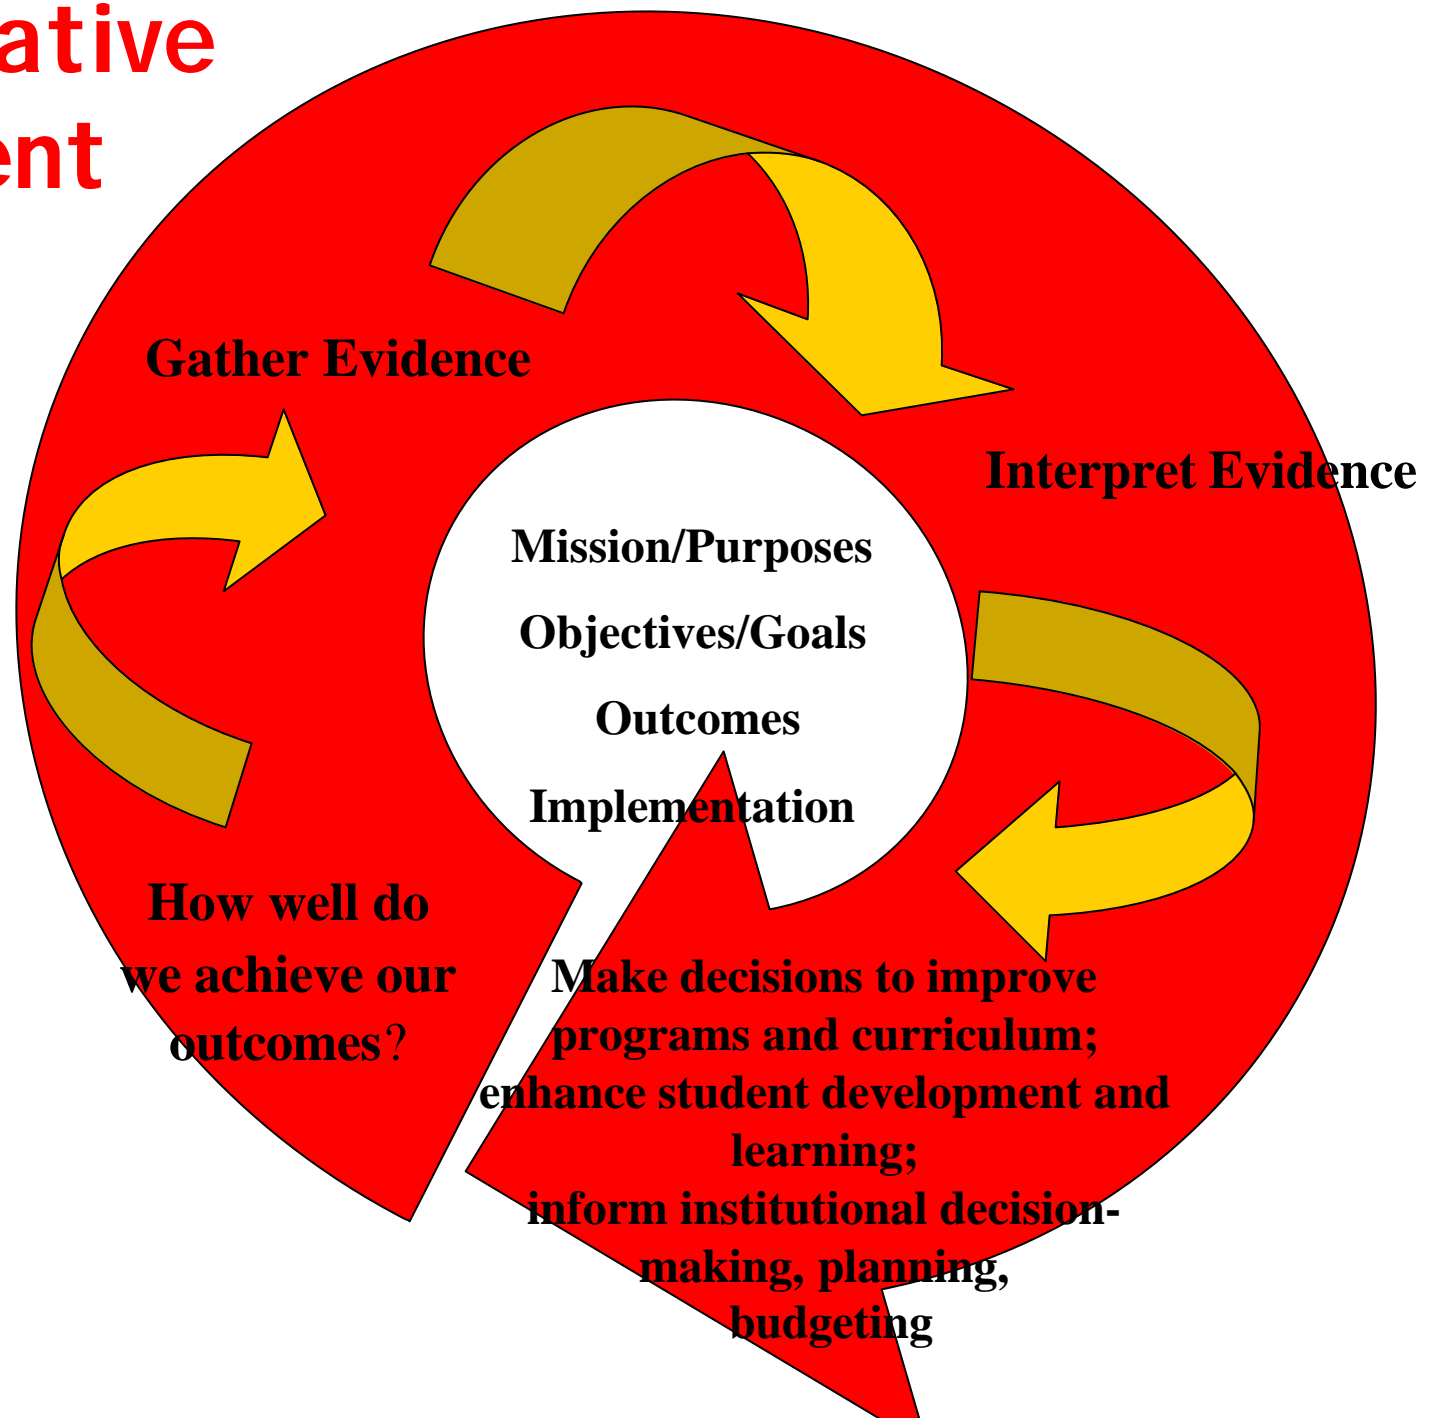 ative
ent
Gather Evidence
Interpret Evidence
Mission/Purposes
Objectives/Goals
Outcomes
Implementation
How well do
we achieve our
outcomes?
Make decisions to improve
programs and curriculum;
enhance student development and
learning;
inform institutional decision-
making, planning,
budgeting